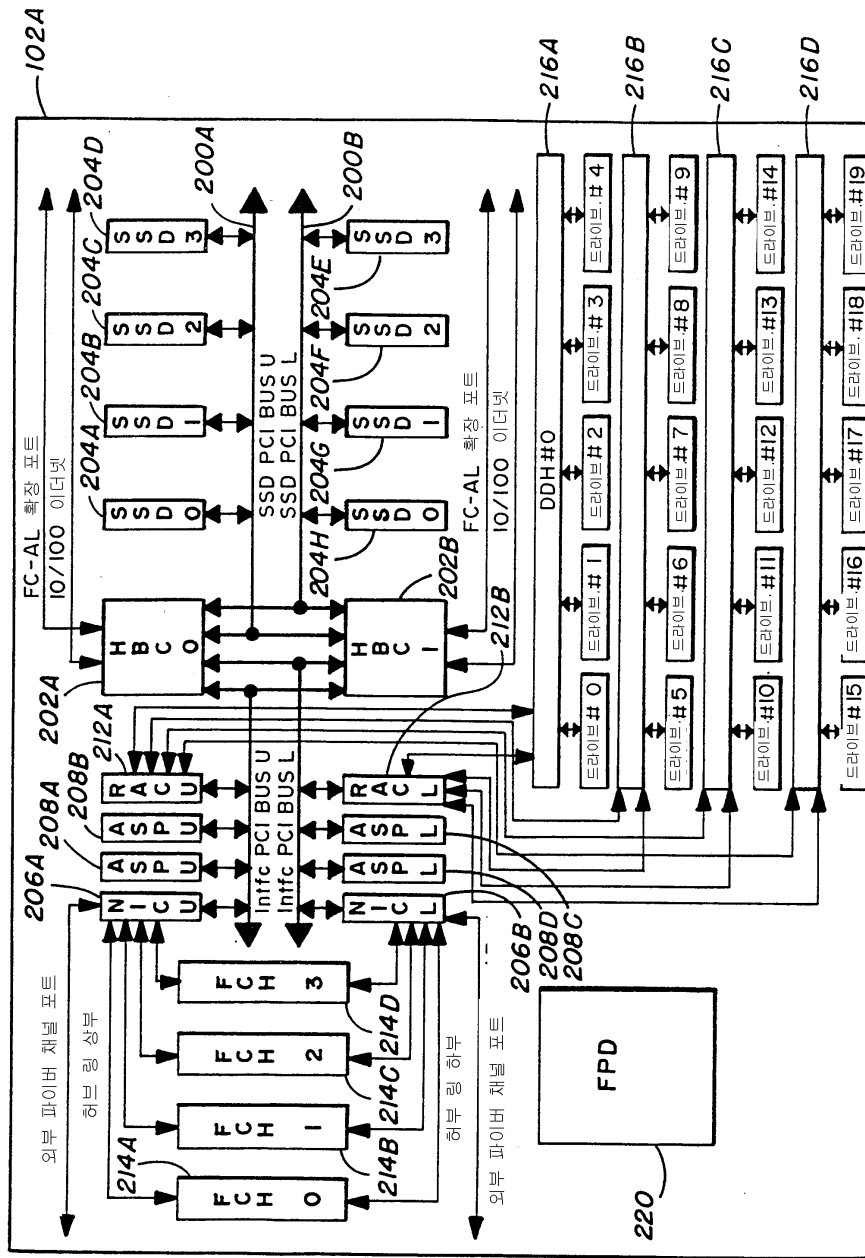 102A
FC-AL 확장 포트
10/100 이더넷
204D
204C
204B
204A
200A
200B
SSD 0
SSD 1
SSD 2
SSD 3
SSD PCI BUS U
SSD PCI BUS L
SSD 0
SSD 1
SSD 2
SSD 3
204H
204G
204F
204E
FC-AL 확장 포트
10/100 이더넷
202A
HBC 0
HBC 1
202B
212A
208B
208A
206A
RAC U
ASP U
ASP U
NIC U
Intfc PCI BUS U
Intfc PCI BUS L
RAC L
ASP L
ASP L
NIC L
212B
208C
208D
206B
외부 파이버 채널 포트
허브 링 상부
214A
FCH 0
FCH 1
FCH 2
FCH 3
214B
214C
214D
허부 링 하부
외부 파이버 채널 포트
FPD
220
216A
216B
216C
216D
DDH#0
드라이브.# 0
드라이브.# 1
드라이브.# 2
드라이브.# 3
드라이브.# 4
드라이브.#5
드라이브.#6
드라이브.#7
드라이브.#8
드라이브.#9
드라이브.#10
드라이브.#11
드라이브.#12
드라이브.#13
드라이브.#14
드라이브.#15
드라이브.#16
드라이브.#17
드라이브.#18
드라이브.#19